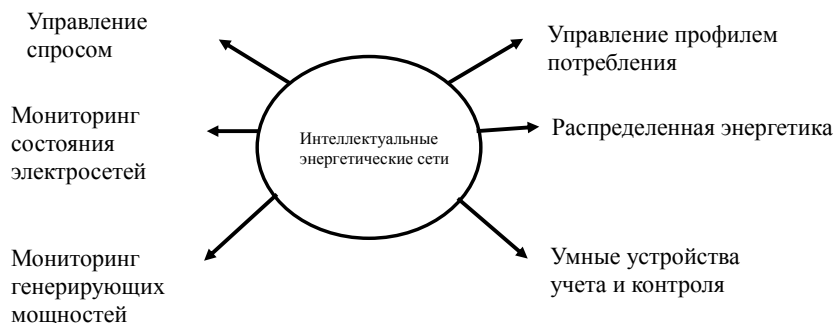 Управление
спросом
Мониторинг
состояния
электросетей
Мониторинг
генерирующих
мощностей
Интеллектуальные
энергетические сети
Управление профилем
потребления
Распределенная энергетика
Умные устройства
учета и контроля